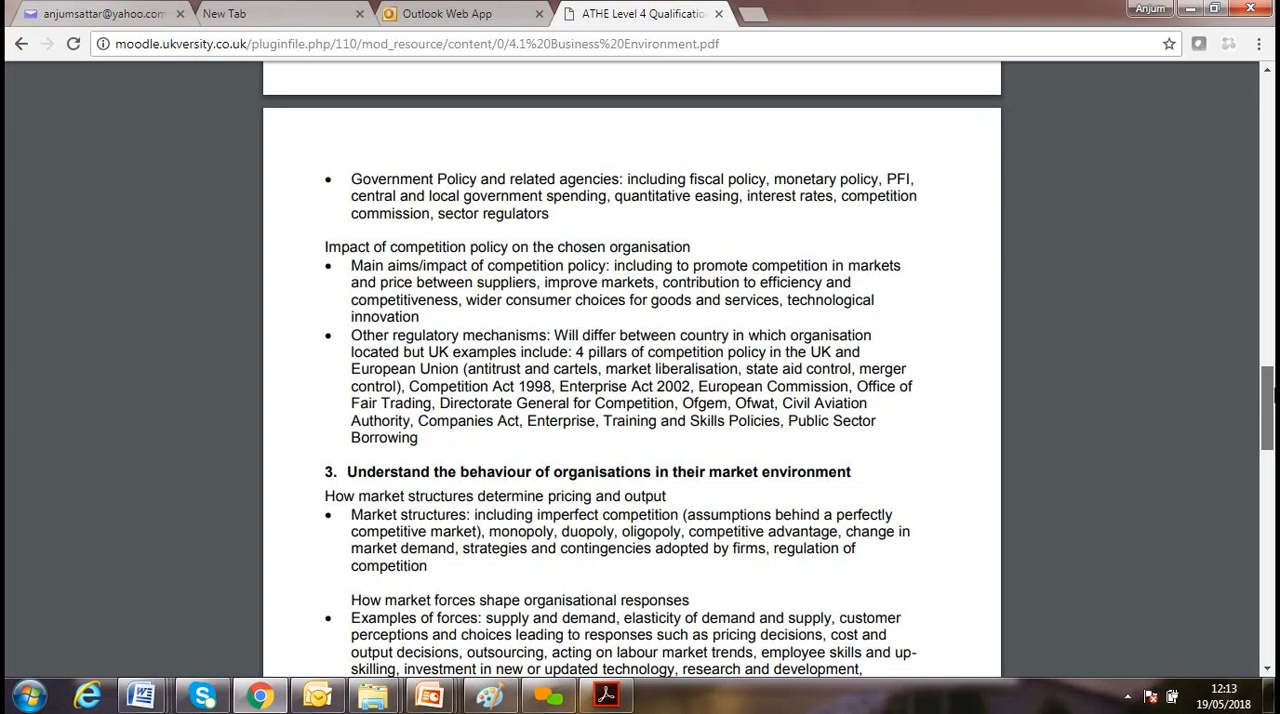 anjumsattar@yahoo.com
New Tab
Outlook Web App
ATHE Level 4 Qualificatio
Anjum
moodle.ukversity.co.uk/pluginfile.php/110/mod_resource/content/0/4.1%20Business%20Environment.pdf
• Government Policy and related agencies: including fiscal policy, monetary policy, PFI,
central and local government spending, quantitative easing, interest rates, competition
commission, sector regulators
Impact of competition policy on the chosen organisation
• Main aims/impact of competition policy: including to promote competition in markets
and price between suppliers, improve markets, contribution to efficiency and
competitiveness, wider consumer choices for goods and services, technological
innovation
• Other regulatory mechanisms: Will differ between country in which organisation
located but UK examples include: 4 pillars of competition policy in the UK and
European Union (antitrust and cartels, market liberalisation, state aid control, merger
control), Competition Act 1998, Enterprise Act 2002, European Commission, Office of
Fair Trading, Directorate General for Competition, Ofgem, Ofwat, Civil Aviation
Authority, Companies Act, Enterprise, Training and Skills Policies, Public Sector
Borrowing
3. Understand the behaviour of organisations in their market environment
How market structures determine pricing and output
• Market structures: including imperfect competition (assumptions behind a perfectly
competitive market), monopoly, duopoly, oligopoly, competitive advantage, change in
market demand, strategies and contingencies adopted by firms, regulation of
competition
How market forces shape organisational responses
• Examples of forces: supply and demand, elasticity of demand and supply, customer
perceptions and choices leading to responses such as pricing decisions, cost and
output decisions, outsourcing, acting on labour market trends, employee skills and up-
skilling, investment in new or updated technology, research and development,
12:13
19/05/2018